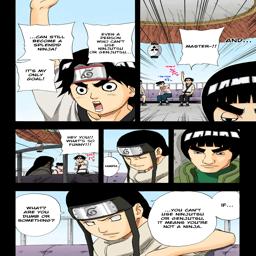 AND...
MASTER--!!
EVEN A
PERSON WHO
CAN'T USE
NINJUTSU
OR GENJUTSU...
...CAN STILL
BECOME A
SPLENDID
NINJA!
IT'S MY
ONLY GOAL!
HEY YOU!!
WHAT'S SO
FUNNY!!!
IF...
...YOU CAN'T
USE NINJUTSU
OR GENJUTSU,
IT MEANS YOU'RE
NOT A NINJA.
WHAT?
ARE YOU
DUMB OR
SOMETHING?